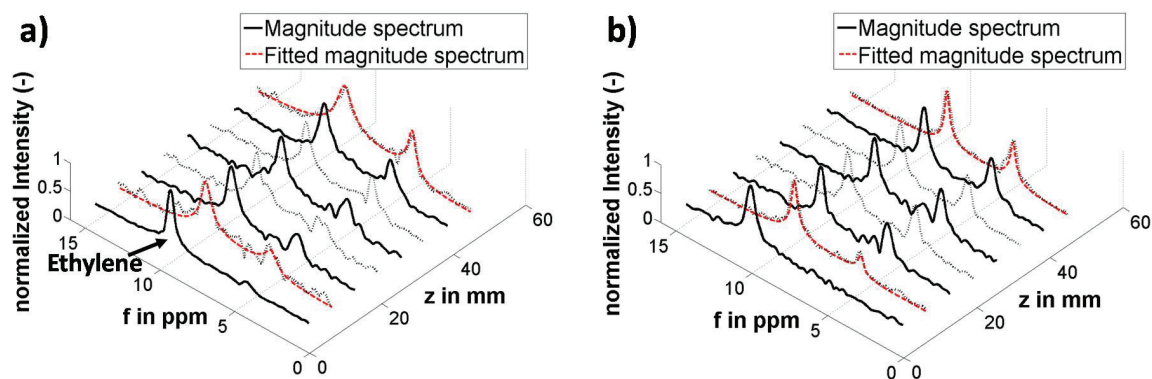 a)
Magnitude spectrum
Fitted magnitude spectrum
normalized Intensity (-)
1
0.5
0
15
10
5
0
0
20
40
60
Ethylene
f in ppm
z in mm
b)
Magnitude spectrum
Fitted magnitude spectrum
normalized Intensity (-)
1
0.5
0
15
10
5
0
0
20
40
60
f in ppm
z in mm